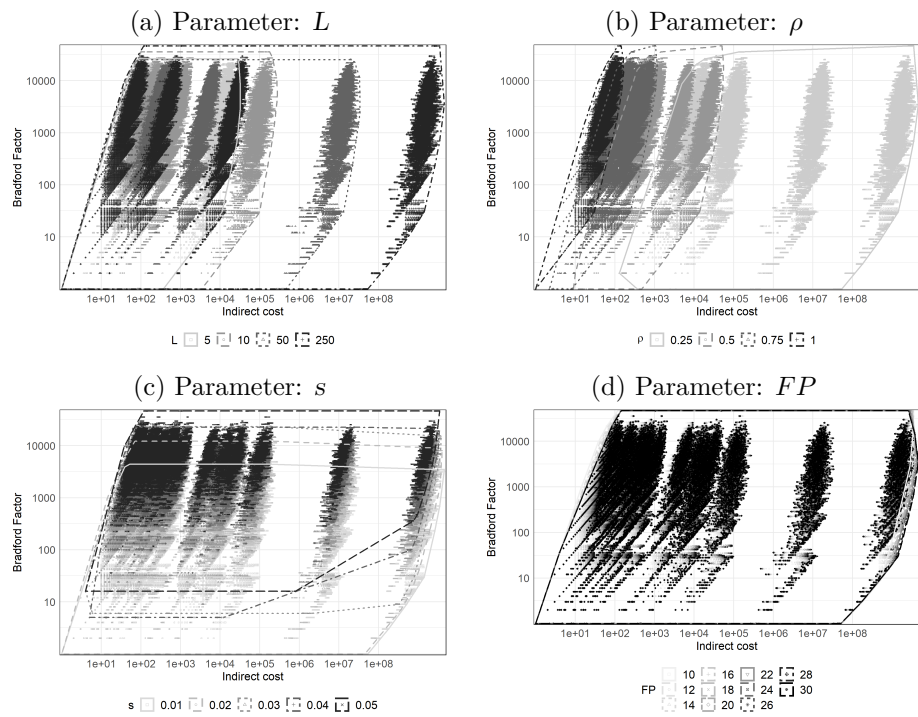 (a) Parameter: L
(b) Parameter: ρ
Bradford Factor
10000
1000
100
10
1e+01 1e+02 1e+03 1e+04 1e+05 1e+06 1e+07 1e+08
Indirect cost
L 5 10 50 250
Bradford Factor
10000
1000
100
10
1e+01 1e+02 1e+03 1e+04 1e+05 1e+06 1e+07 1e+08
Indirect cost
ρ 0.25 0.5 0.75 1
(c) Parameter: s
(d) Parameter: FP
Bradford Factor
10000
1000
100
10
1e+01 1e+02 1e+03 1e+04 1e+05 1e+06 1e+07 1e+08
Indirect cost
s 0.01 0.02 0.03 0.04 0.05
Bradford Factor
10000
1000
100
10
1e+01 1e+02 1e+03 1e+04 1e+05 1e+06 1e+07 1e+08
Indirect cost
10 16 22 28
FP 12 18 24 30
14 20 26